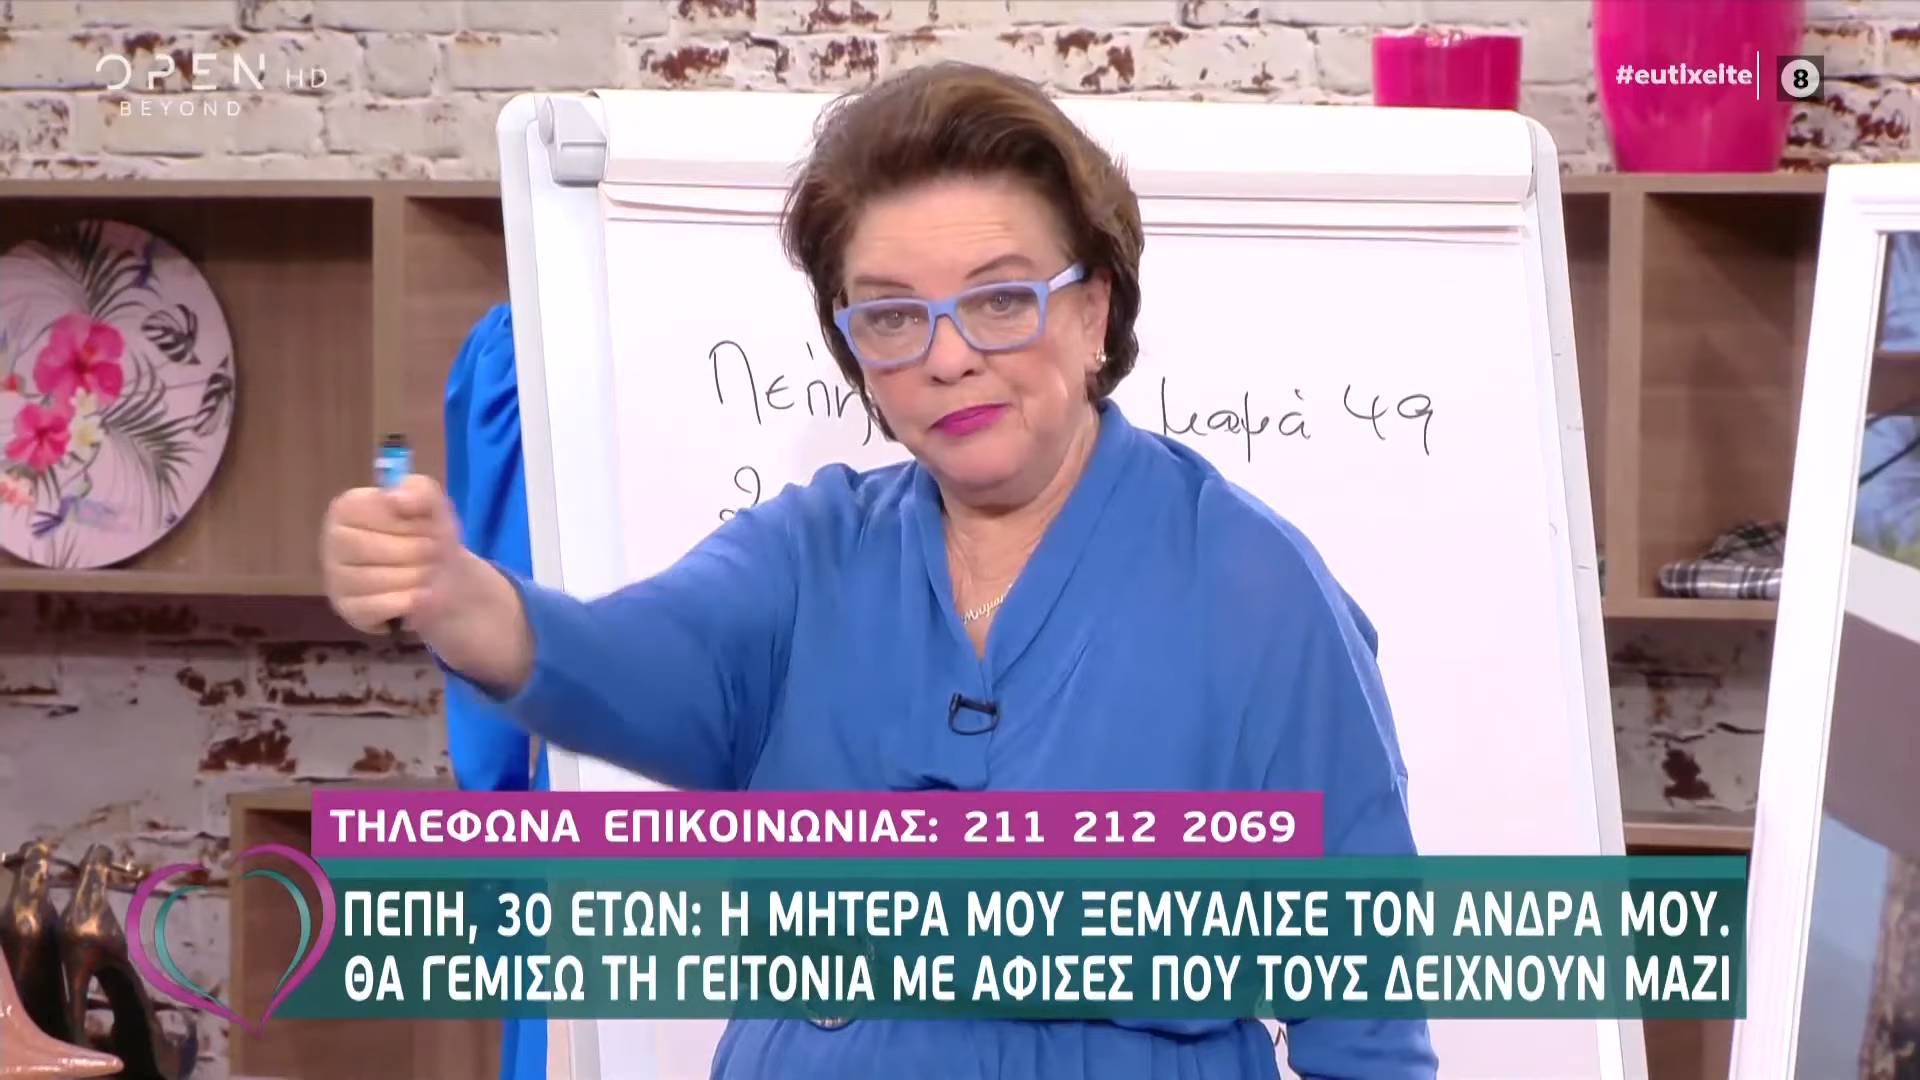 OPEN HD
BEYOND
#eutixeite
8
μαμά 49
ΤΗΛΕΦΩΝΑ ΕΠΙΚΟΙΝΩΝΙΑΣ: 211 212 2069
ΠΕΠΗ, 30 ΕΤΩΝ: Η ΜΗΤΕΡΑ ΜΟΥ ΞΕΜΥΑΛΙΣΕ ΤΟΝ ΑΝΔΡΑ ΜΟΥ.
ΘΑ ΓΕΜΙΣΩ ΤΗ ΓΕΙΤΟΝΙΑ ΜΕ ΑΦΙΣΕΣ ΠΟΥ ΤΟΥΣ ΔΕΙΧΝΟΥΝ ΜΑΖΙ